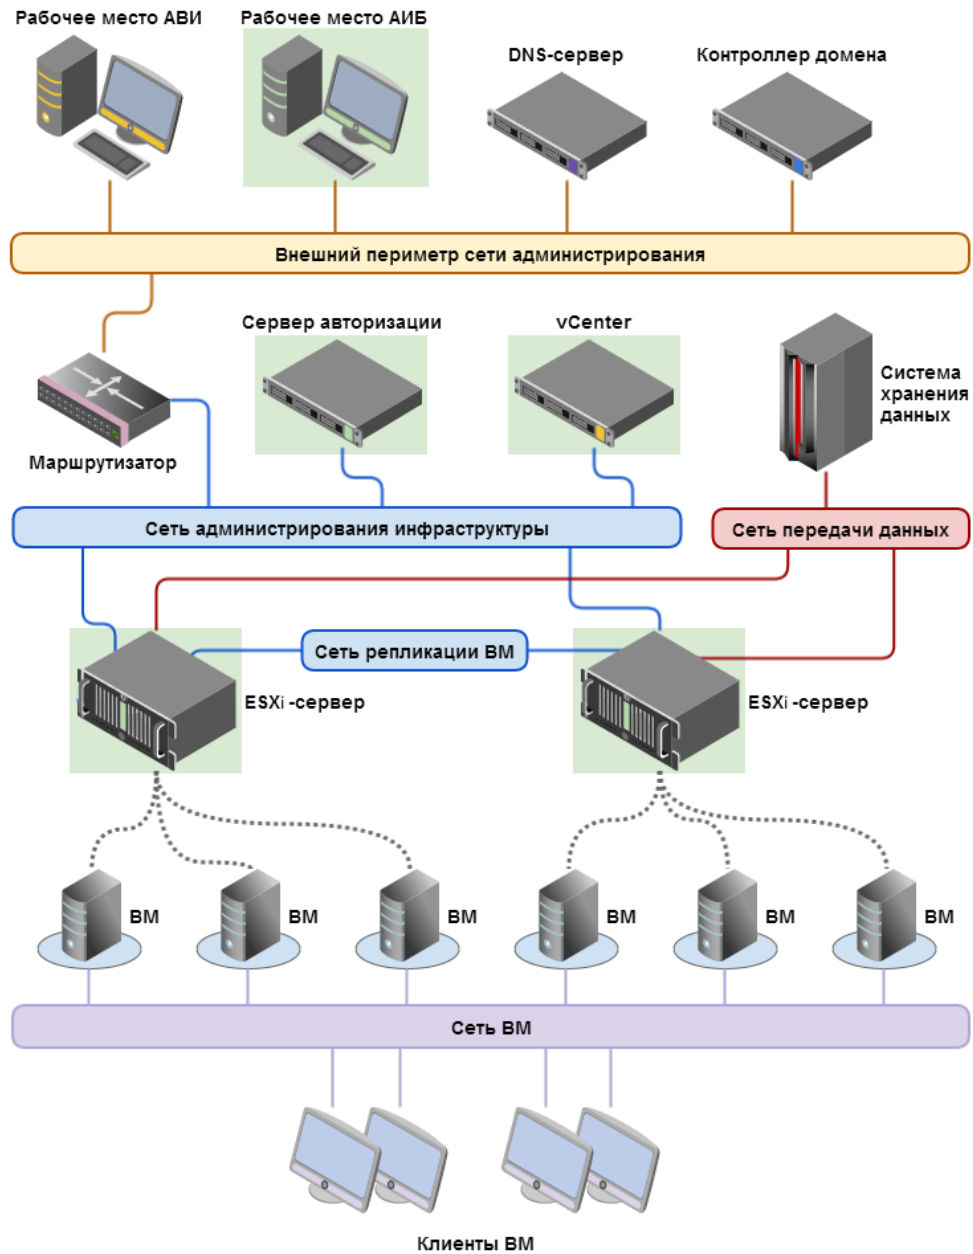 Рабочее место АВИ
Рабочее место АИБ
DNS-сервер
Контроллер домена
Внешний периметр сети администрирования
Сервер авторизации
vCenter
Система
хранения
данных
Маршрутизатор
Сеть администрирования инфраструктуры
Сеть передачи данных
Сеть репликации ВМ
ESXi -сервер
ESXi -сервер
ВМ
ВМ
ВМ
ВМ
ВМ
ВМ
Сеть ВМ
Клиенты ВМ